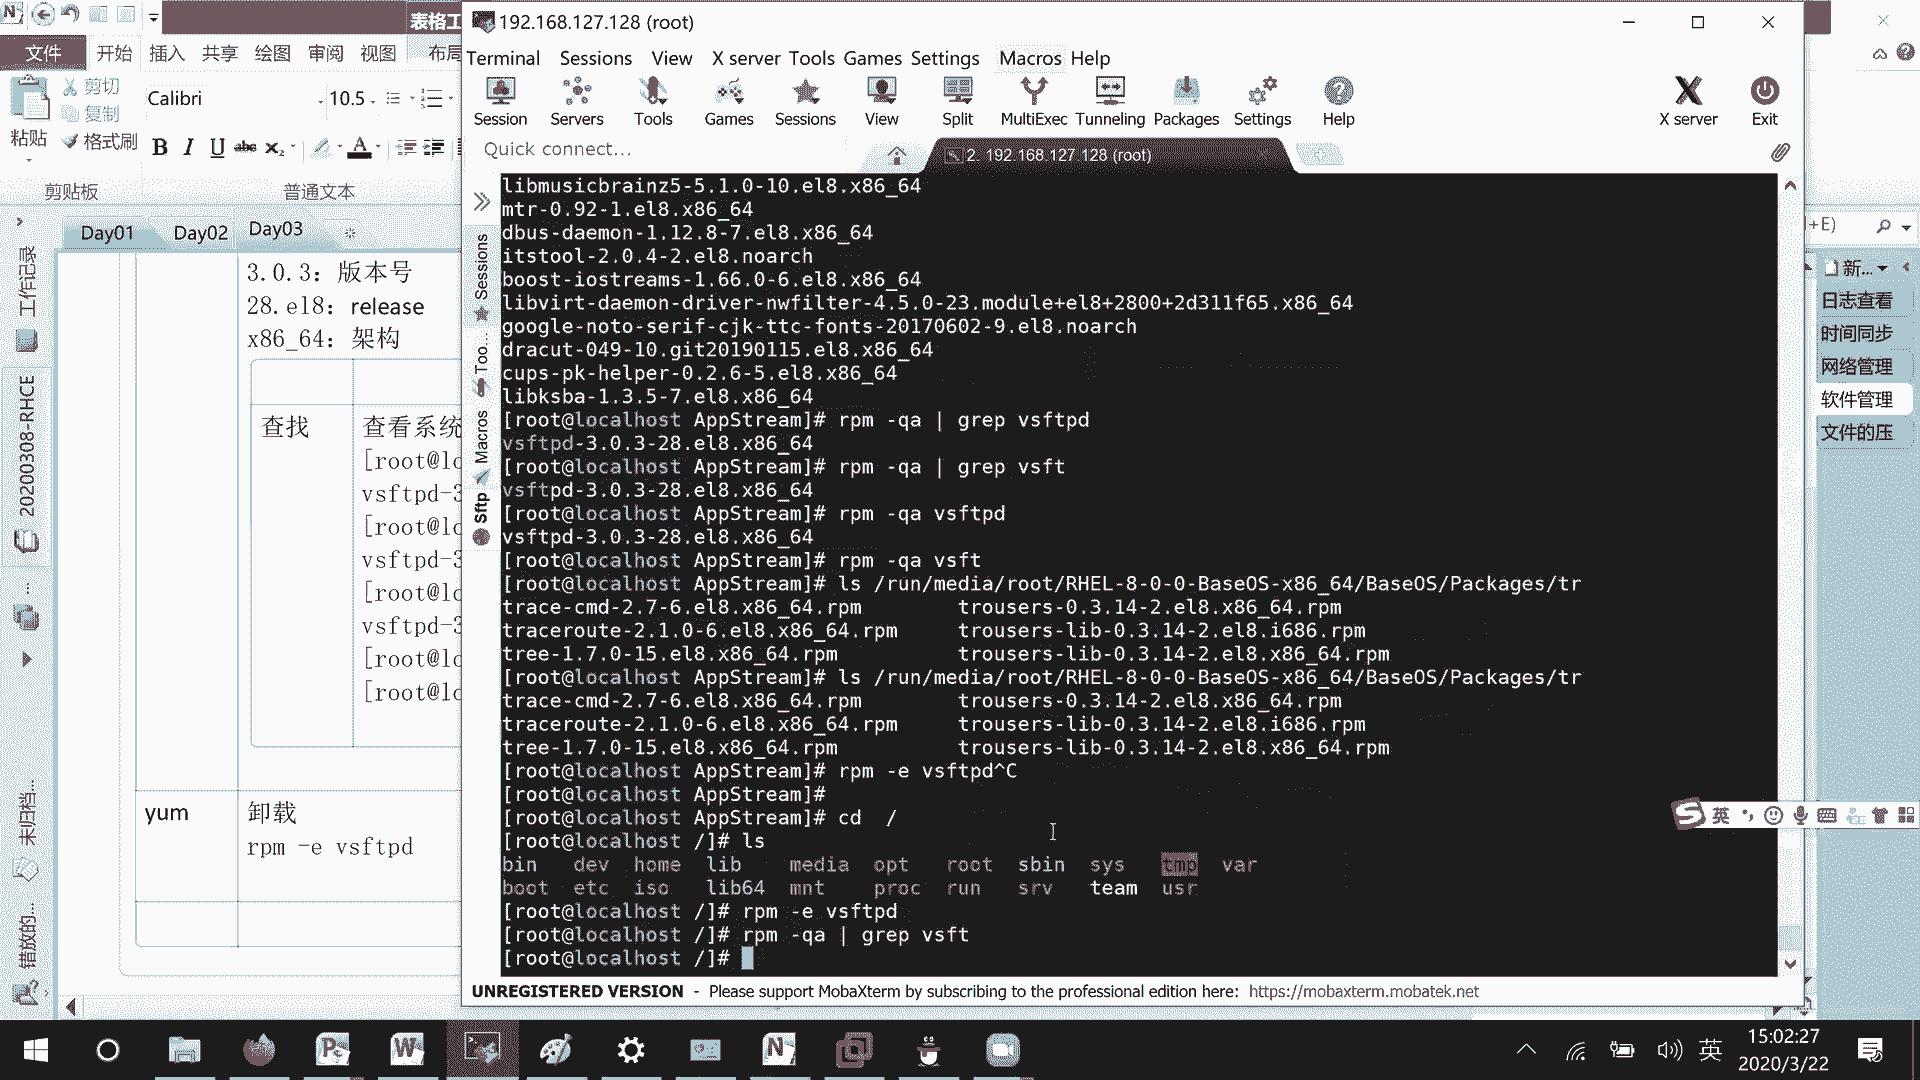 表格工
文件 开始 插入 共享 绘图 审阅 视图 布局
剪切
复制
格式刷
粘贴
Calibri 10.5
B I U abc x₂ A
剪贴板
普通文本
Day01 Day02 Day03
工作记录
20200308-RHCE
未归档...
错放的...
3.0.3: 版本号
28.el8: release
x86_64: 架构
查找
查看系统
[root@lo
vsftpd-3
[root@lo
vsftpd-3
[root@lo
vsftpd-3
[root@lo
[root@lo
yum
卸载
rpm -e vsftpd
192.168.127.128 (root)
Terminal Sessions View X server Tools Games Settings Macros Help
Session Servers Tools Games Sessions View Split MultiExec Tunneling Packages Settings Help
X server Exit
Quick connect...
2. 192.168.127.128 (root)
Sessions
Too...
Macros
Sftp
libmusicbrainz5-5.1.0-10.el8.x86_64
mtr-0.92-1.el8.x86_64
dbus-daemon-1.12.8-7.el8.x86_64
itstool-2.0.4-2.el8.noarch
boost-iostreams-1.66.0-6.el8.x86_64
libvirt-daemon-driver-nwfilter-4.5.0-23.module+el8+2800+2d311f65.x86_64
google-noto-serif-cjk-ttc-fonts-20170602-9.el8.noarch
dracut-049-10.git20190115.el8.x86_64
cups-pk-helper-0.2.6-5.el8.x86_64
libksba-1.3.5-7.el8.x86_64
[root@localhost AppStream]# rpm -qa | grep vsftpd
vsftpd-3.0.3-28.el8.x86_64
[root@localhost AppStream]# rpm -qa | grep vsft
vsftpd-3.0.3-28.el8.x86_64
[root@localhost AppStream]# rpm -qa vsftpd
vsftpd-3.0.3-28.el8.x86_64
[root@localhost AppStream]# rpm -qa vsft
[root@localhost AppStream]# ls /run/media/root/RHEL-8-0-0-BaseOS-x86_64/BaseOS/Packages/tr
trace-cmd-2.7-6.el8.x86_64.rpm trousers-0.3.14-2.el8.x86_64.rpm
traceroute-2.1.0-6.el8.x86_64.rpm trousers-lib-0.3.14-2.el8.i686.rpm
tree-1.7.0-15.el8.x86_64.rpm trousers-lib-0.3.14-2.el8.x86_64.rpm
[root@localhost AppStream]# ls /run/media/root/RHEL-8-0-0-BaseOS-x86_64/BaseOS/Packages/tr
trace-cmd-2.7-6.el8.x86_64.rpm trousers-0.3.14-2.el8.x86_64.rpm
traceroute-2.1.0-6.el8.x86_64.rpm trousers-lib-0.3.14-2.el8.i686.rpm
tree-1.7.0-15.el8.x86_64.rpm trousers-lib-0.3.14-2.el8.x86_64.rpm
[root@localhost AppStream]# rpm -e vsftpd^C
[root@localhost AppStream]#
[root@localhost AppStream]# cd /
[root@localhost /]# ls
bin dev home lib media opt root sbin sys tmp var
boot etc iso lib64 mnt proc run srv team usr
[root@localhost /]# rpm -e vsftpd
[root@localhost /]# rpm -qa | grep vsft
[root@localhost /]#
UNREGISTERED VERSION - Please support MobaXterm by subscribing to the professional edition here: https://mobaxterm.mobatek.net
+E)
新...
日志查看
时间同步
网络管理
软件管理
文件的压
英
英
15:02:27
2020/3/22